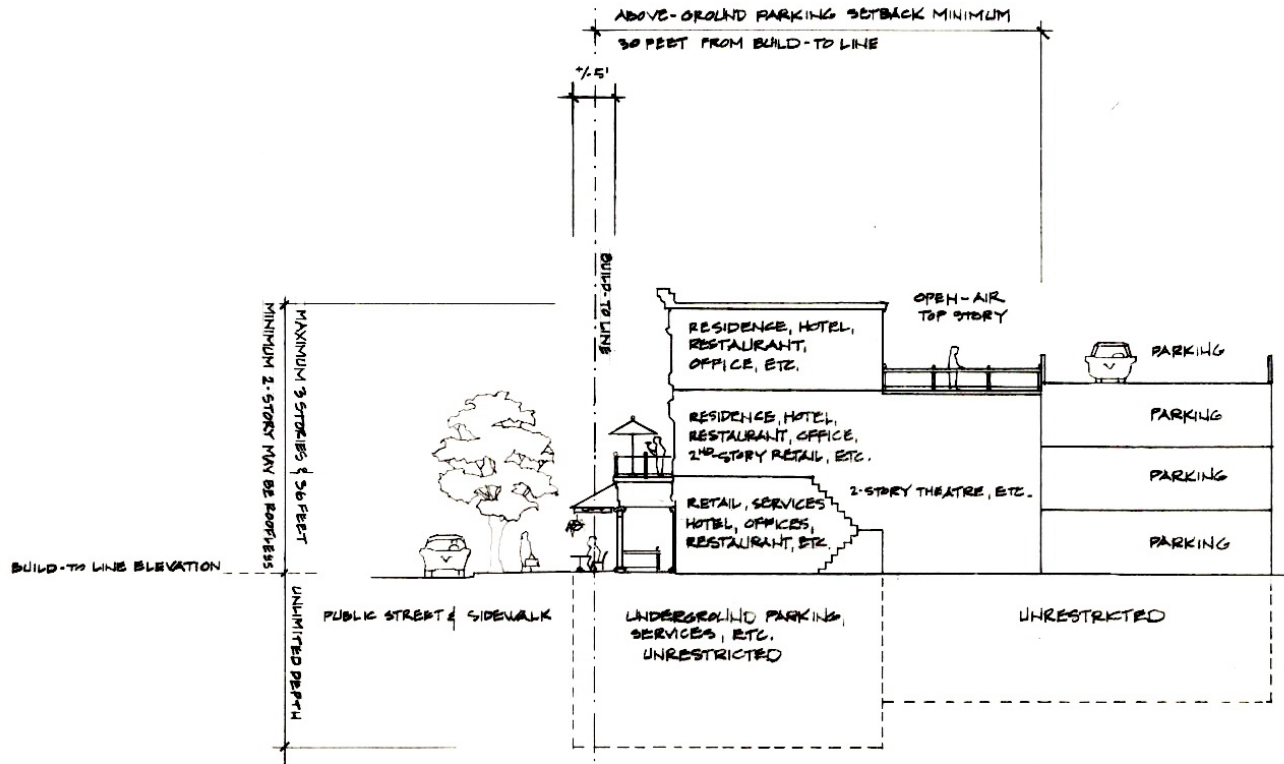 ABOVE-GROUND PARKING SETBACK MINIMUM
50 FEET FROM BUILD-TO LINE
+/-5'
BUILD-TO LINE
MAXIMUM 3 STORIES & 36 FEET
MINIMUM 2-STORY MAY BE ROOFLESS
OPEN-AIR
TOP STORY
RESIDENCE, HOTEL,
RESTAURANT,
OFFICE, ETC.
PARKING
RESIDENCE, HOTEL,
RESTAURANT, OFFICE,
2ND-STORY RETAIL, ETC.
PARKING
PARKING
2-STORY THEATRE, ETC.
RETAIL, SERVICES
HOTEL, OFFICES,
RESTAURANT, ETC
PARKING
BUILD-TO LINE ELEVATION
UNLIMITED DEPTH
PUBLIC STREET & SIDEWALK
UNDERGROUND PARKING,
SERVICES, ETC.
UNRESTRICTED
UNRESTRICTED